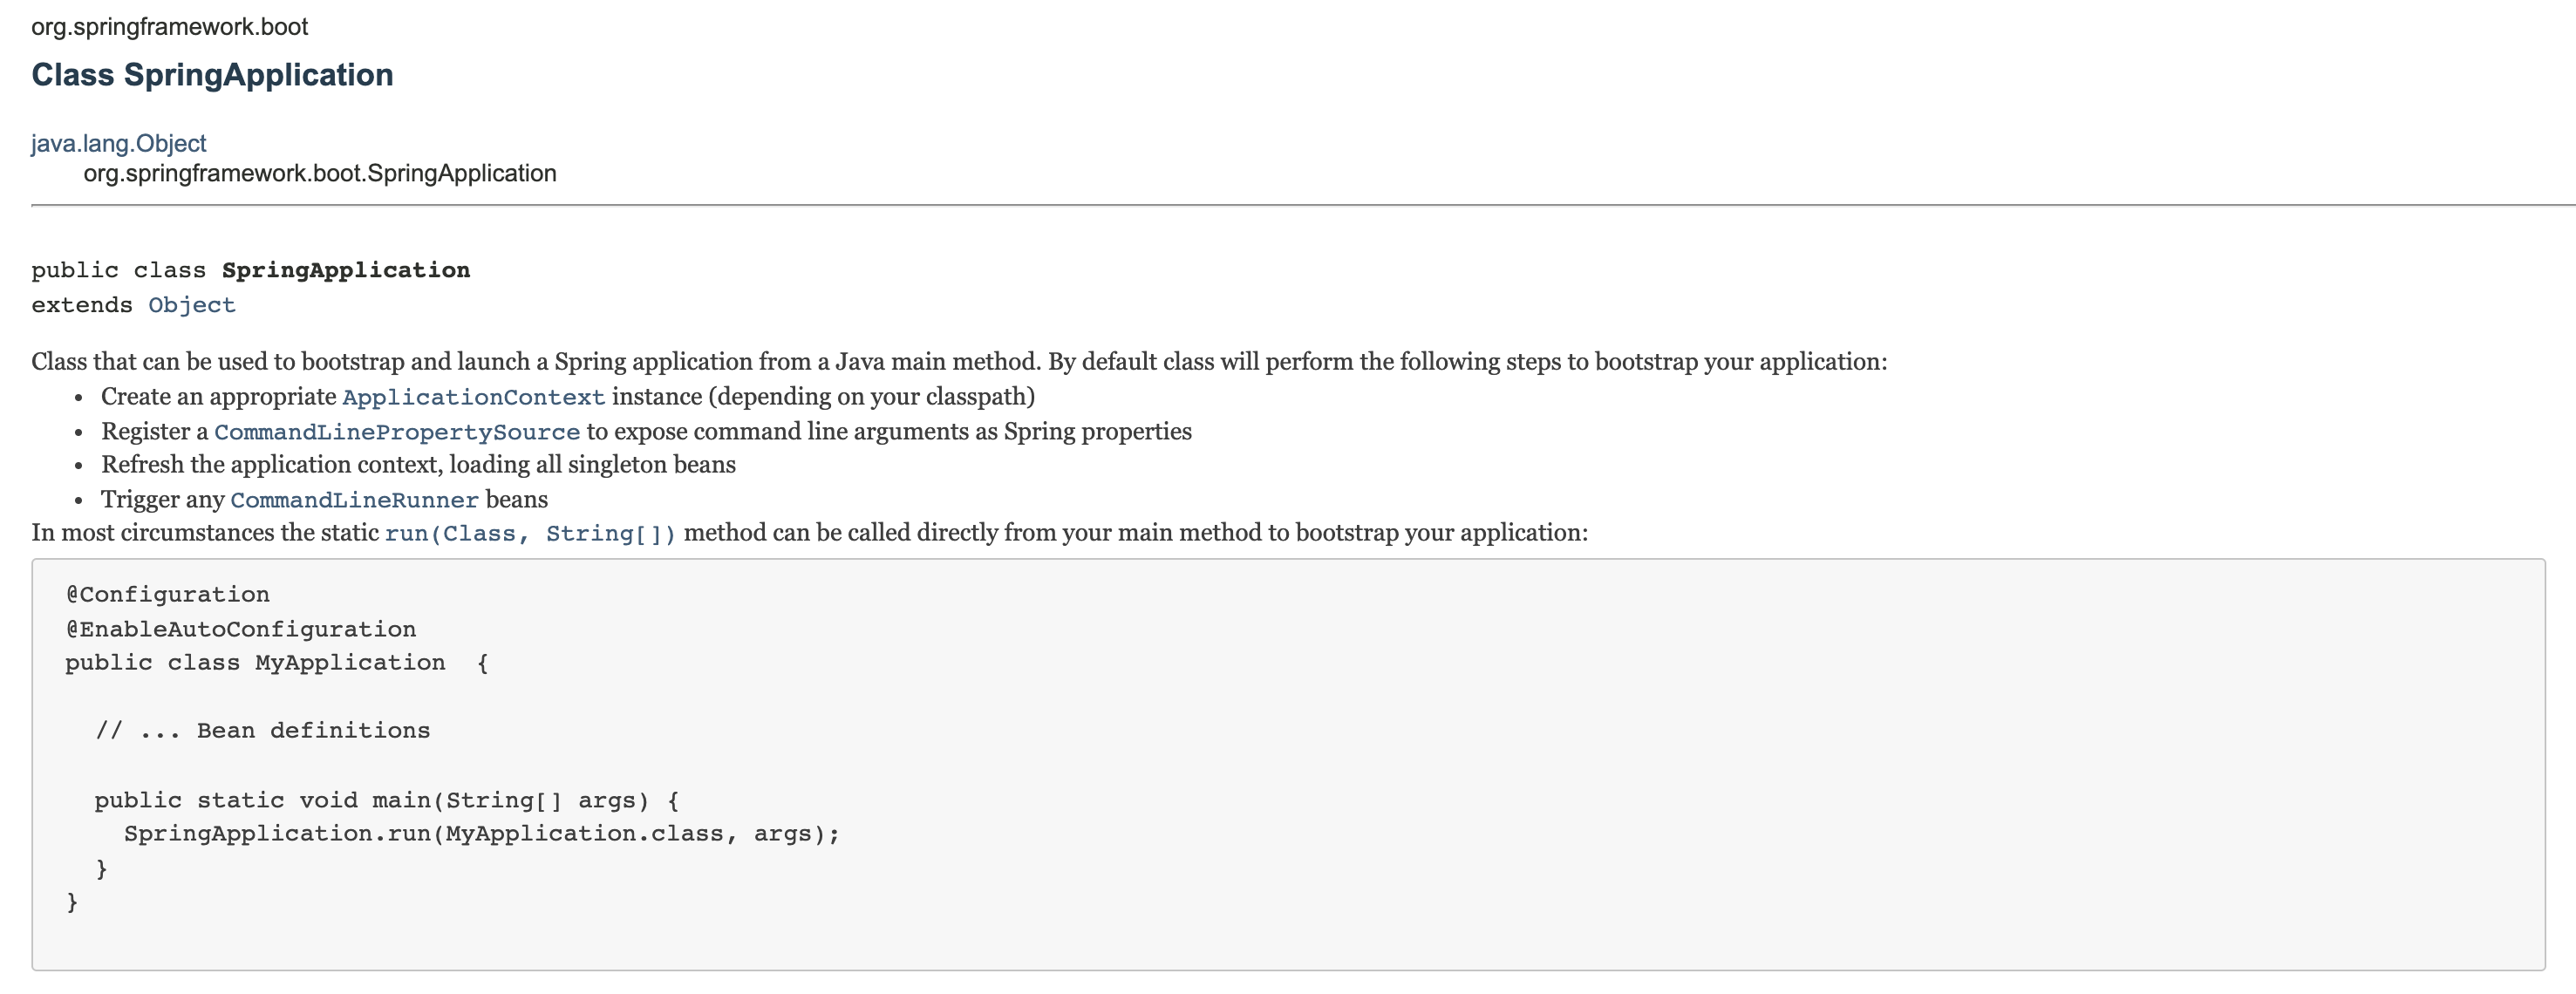 org.springframework.boot
Class SpringApplication
java.lang.Object
org.springframework.boot.SpringApplication
public class SpringApplication
extends Object
Class that can be used to bootstrap and launch a Spring application from a Java main method. By default class will perform the following steps to bootstrap your application:
• Create an appropriate ApplicationContext instance (depending on your classpath)
• Register a CommandLinePropertySource to expose command line arguments as Spring properties
• Refresh the application context, loading all singleton beans
• Trigger any CommandLineRunner beans
In most circumstances the static run(Class, String[]) method can be called directly from your main method to bootstrap your application:
@Configuration
@EnableAutoConfiguration
public class MyApplication  {
// ... Bean definitions
public static void main(String[] args) {
SpringApplication.run(MyApplication.class, args);
}
}